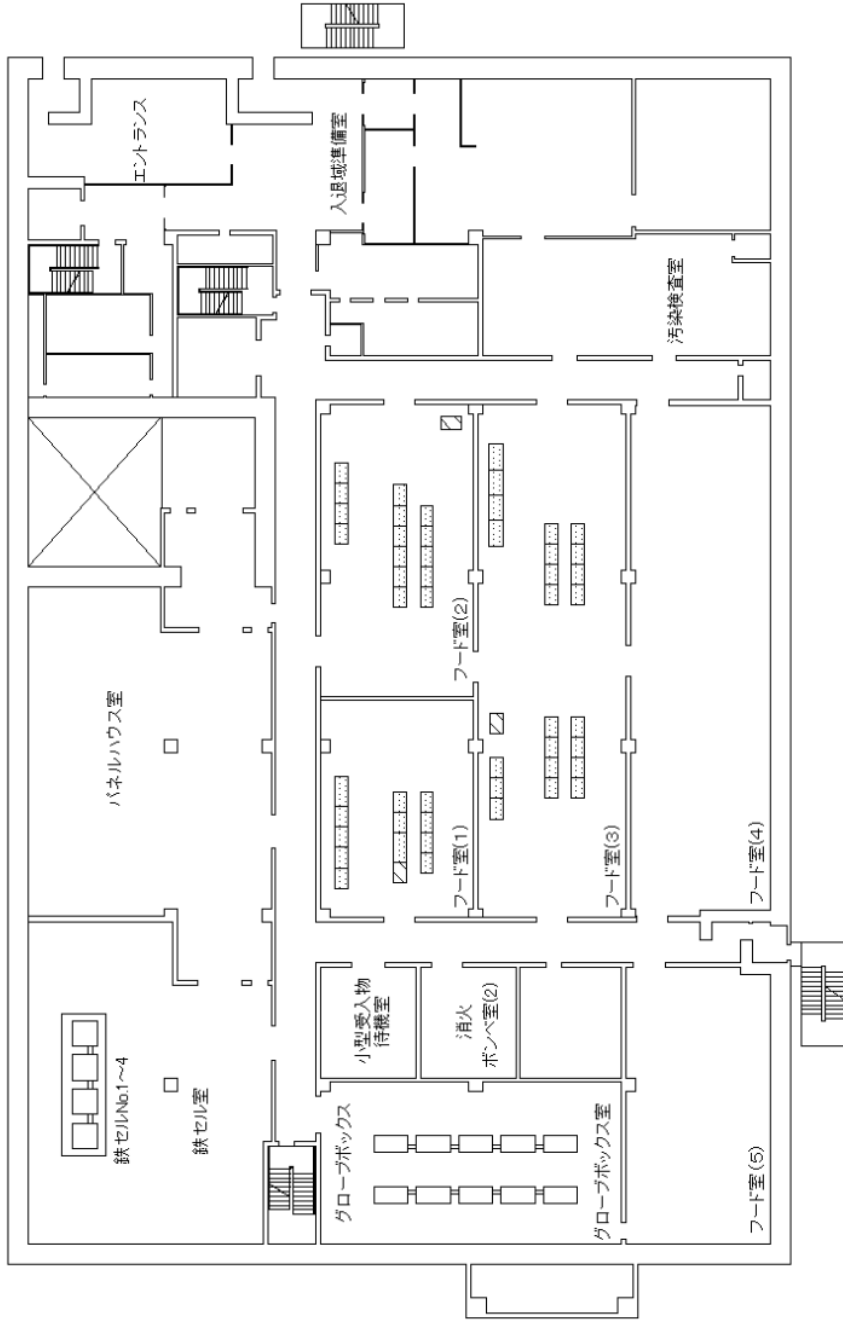 エントランス
入退域準備室
汚染検査室
パネルハウス室
フード室(2)
フード室(1)
フード室(3)
フード室(4)
鉄セルNo.1～4
鉄セル室
小型受入物
待機室
消火
ボンベ室(2)
グローブボックス
グローブボックス室
フード室(5)